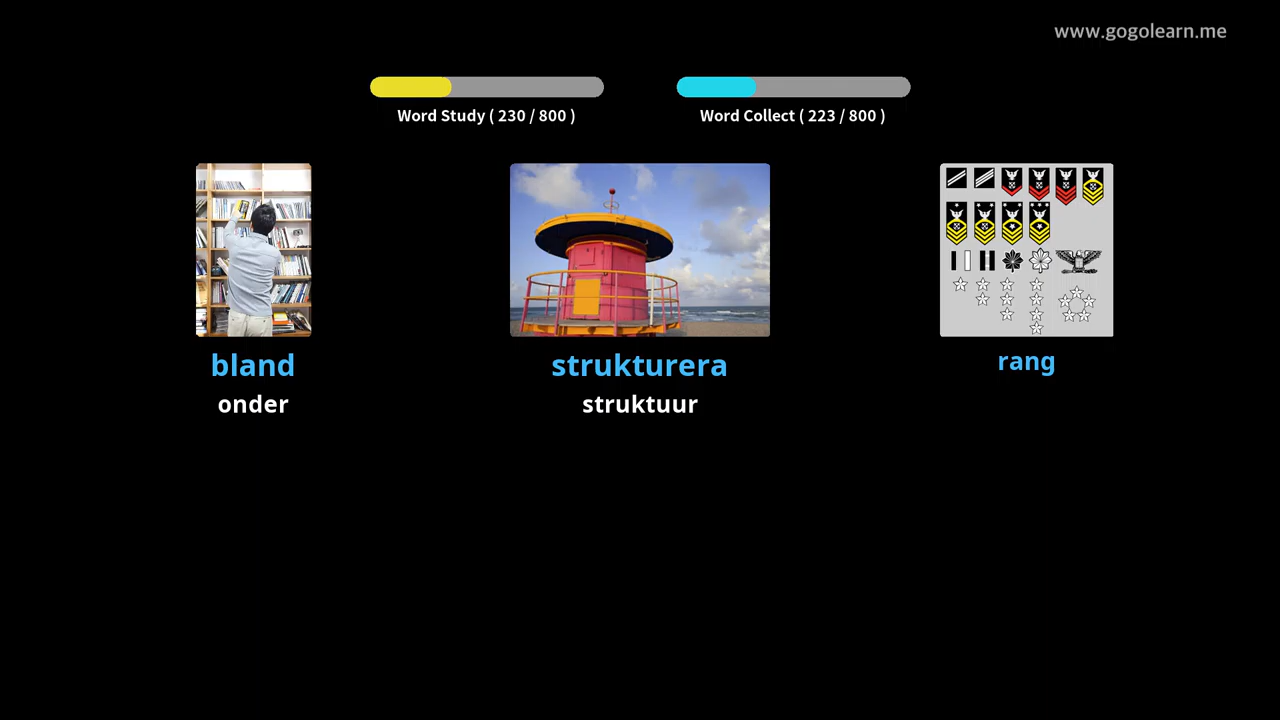 www.gogolearn.me
Word Study ( 230 / 800 )
Word Collect ( 223 / 800 )
bland
strukturera
rang
onder
struktuur